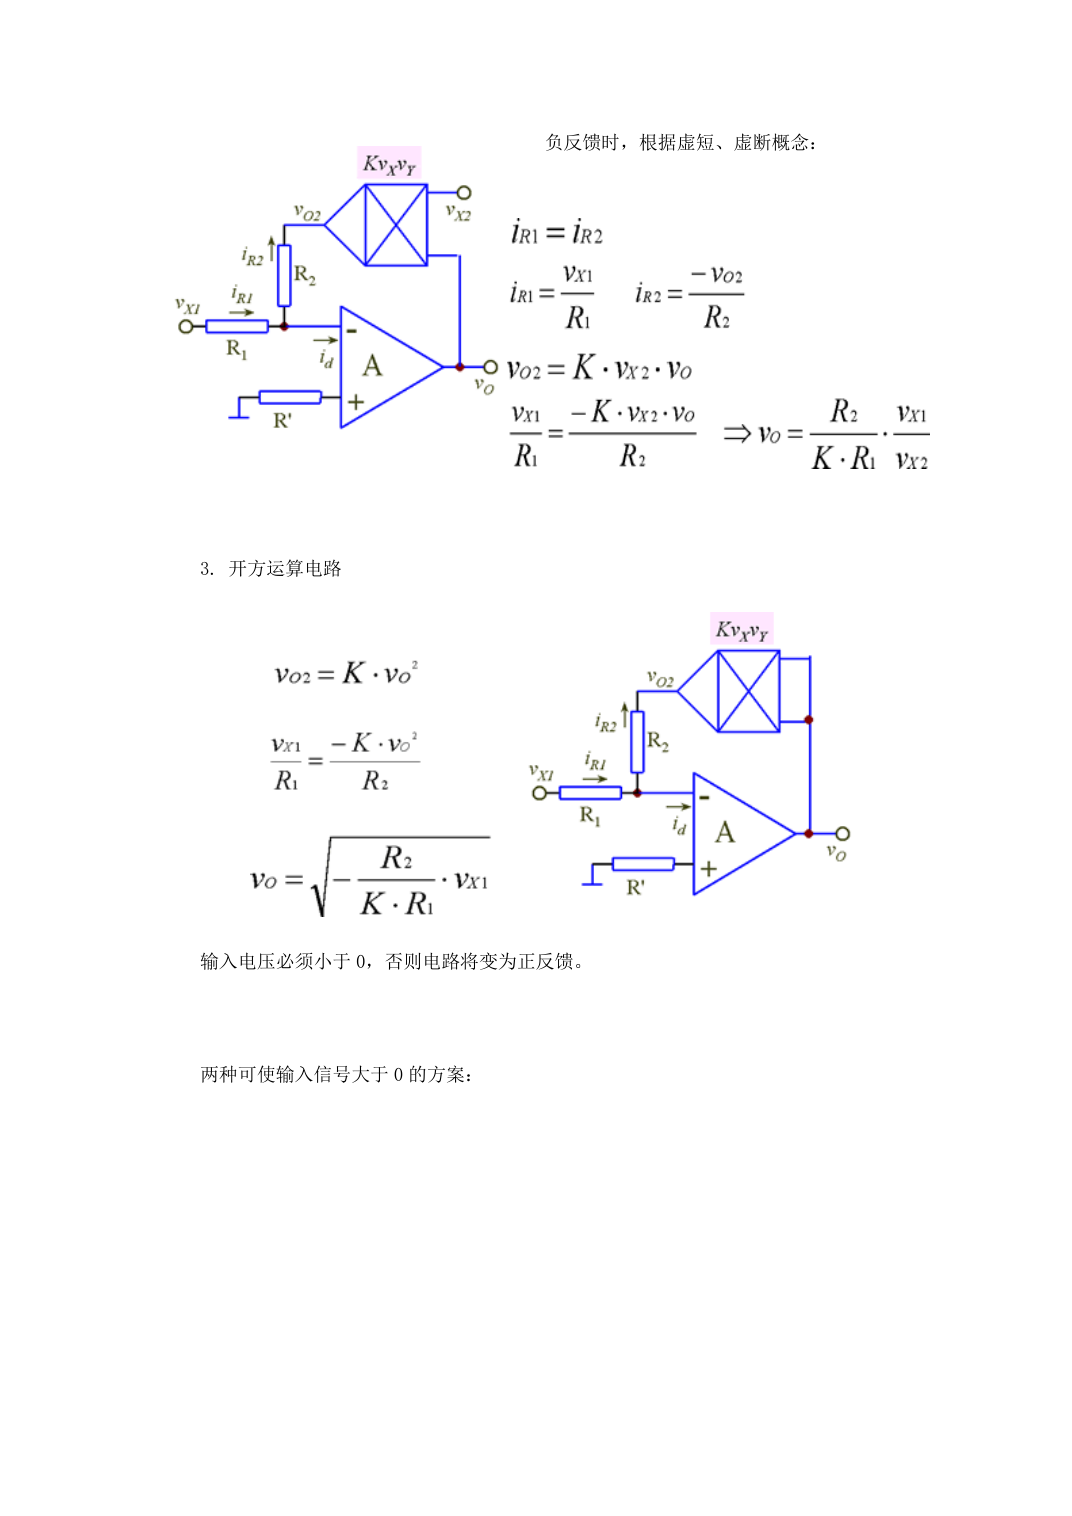 负反馈时，根据虚短、虚断概念：
Kv_Xv_Y
v_O2
v_X2
i_R2
R_2
v_X1
i_R1
R_1
i_d
A
-
+
R'
v_O
i_R1 = i_R2
i_R1 = v_X1 / R_1    i_R2 = -v_O2 / R_2
v_O2 = K · v_X2 · v_O
v_X1 / R_1 = -K · v_X2 · v_O / R_2 ⇒ v_O = R_2 / (K · R_1) · v_X1 / v_X2
3. 开方运算电路
v_O2 = K · v_O²
v_X1 / R_1 = -K · v_O² / R_2
v_O = √(- R_2 / (K · R_1) · v_X1)
Kv_Xv_Y
v_O2
i_R2
R_2
v_X1
i_R1
R_1
i_d
A
-
+
R'
v_O
输入电压必须小于 0，否则电路将变为正反馈。
两种可使输入信号大于 0 的方案：